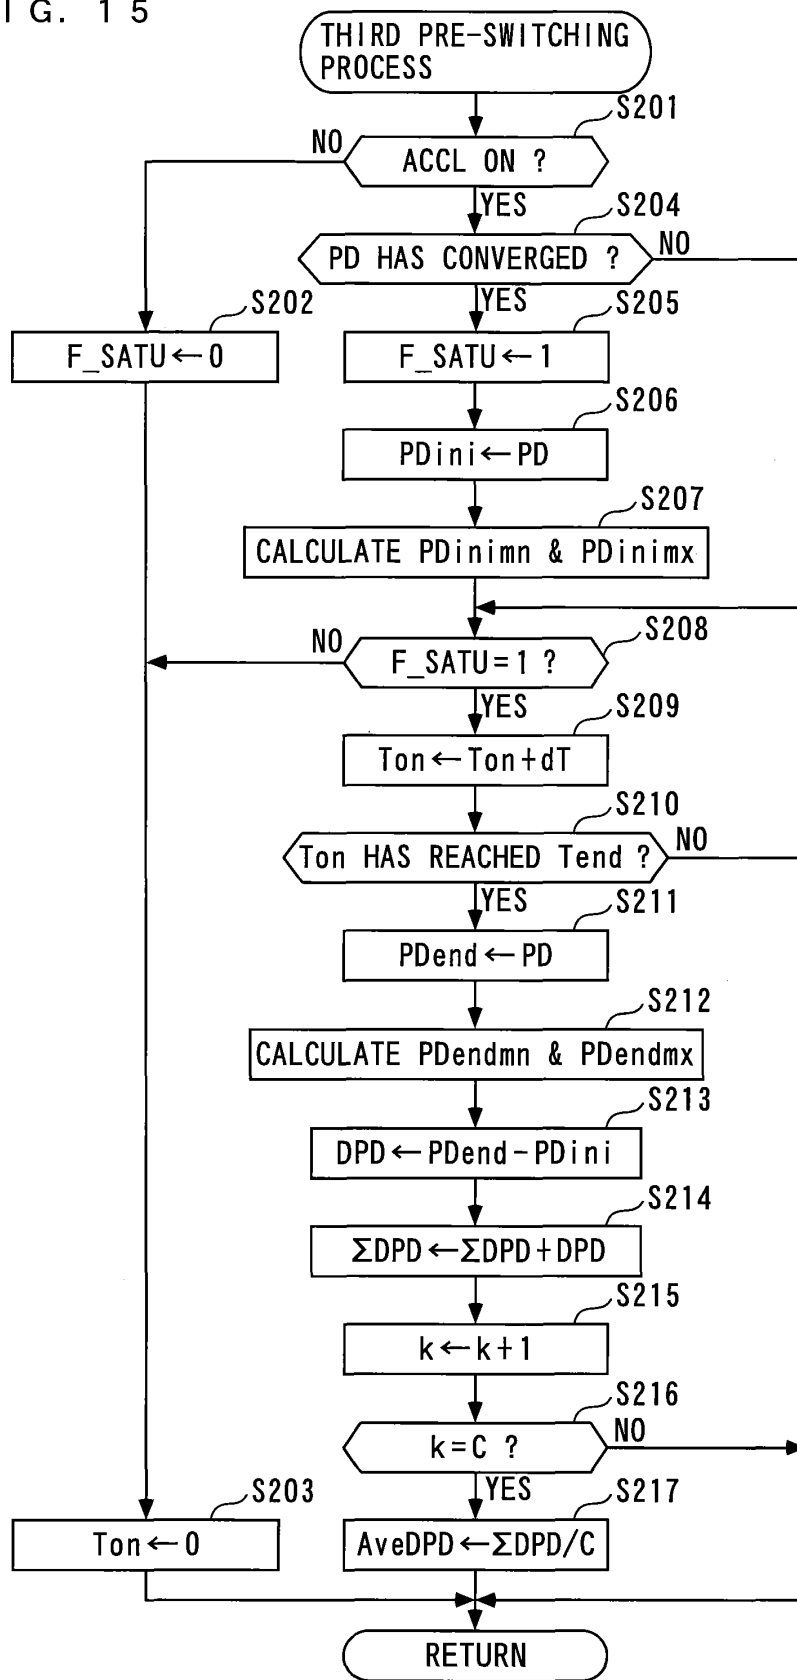 I G. 15
THIRD PRE-SWITCHING
PROCESS
S201
NO
ACCL ON ?
YES
S204
PD HAS CONVERGED ?
NO
YES
S202
S205
F_SATU←0
F_SATU←1
S206
PDini←PD
S207
CALCULATE PDinimn & PDinimx
S208
NO
F_SATU=1 ?
YES
S209
Ton←Ton+dT
S210
Ton HAS REACHED Tend ?
NO
YES
S211
PDend←PD
S212
CALCULATE PDendmn & PDendmx
S213
DPD←PDend-PDini
S214
ΣDPD←ΣDPD+DPD
S215
k←k+1
S216
k=C ?
NO
YES
S203
S217
Ton←0
AveDPD←ΣDPD/C
RETURN